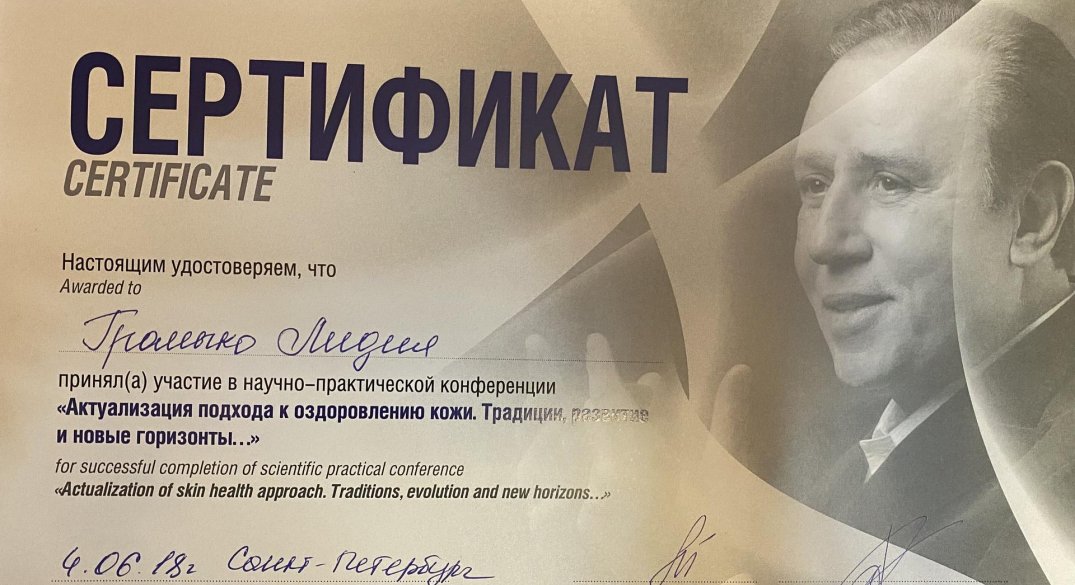 СЕРТИФИКАТ
CERTIFICATE
Настоящим удостоверяем, что
Awarded to
Громыко Лидия
принял(а) участие в научно-практической конференции
«Актуализация подхода к оздоровлению кожи. Традиции, развитие
и новые горизонты...»
for successful completion of scientific practical conference
«Actualization of skin health approach. Traditions, evolution and new horizons...»
4.06.18г Санкт-Петербург